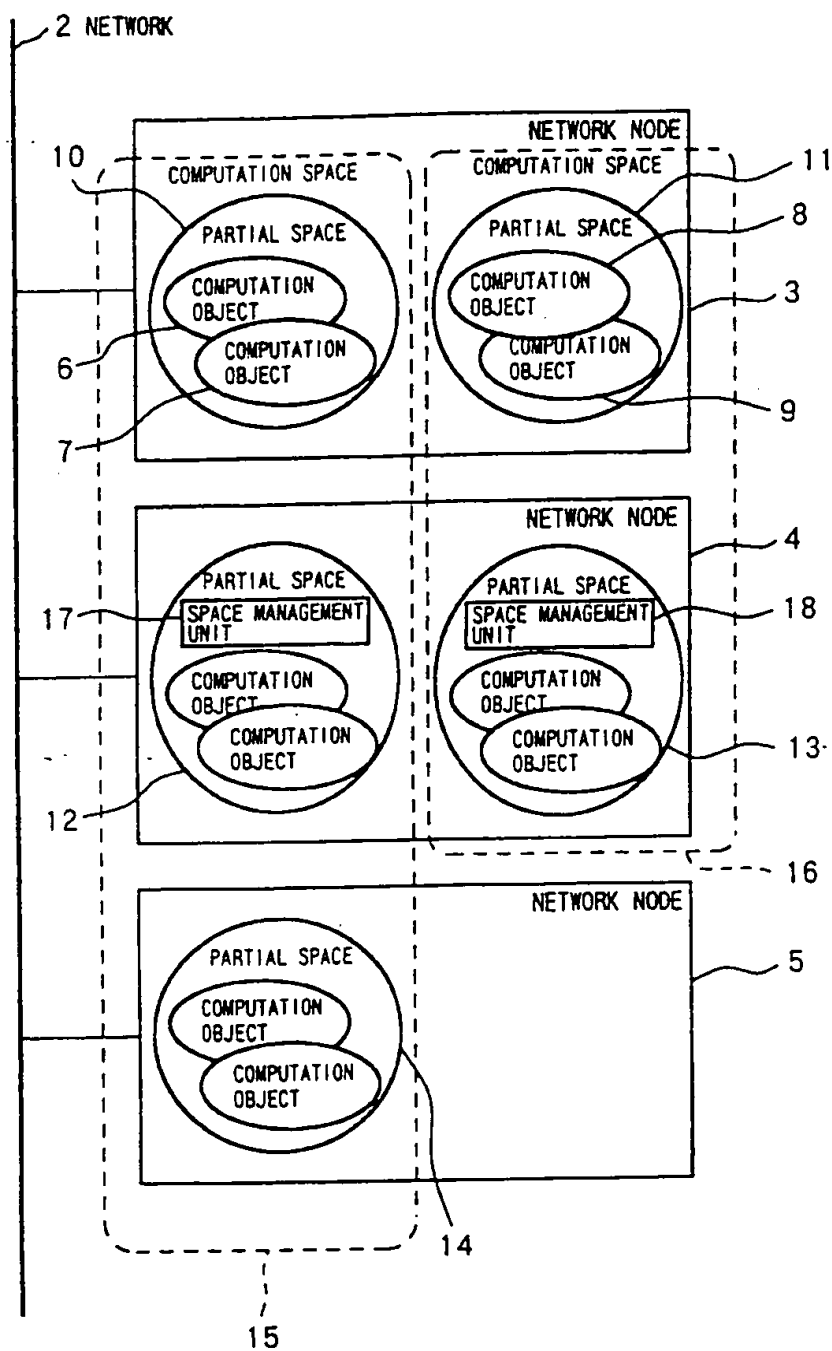 2 NETWORK
NETWORK NODE
10
COMPUTATION SPACE
COMPUTATION SPACE
11
PARTIAL SPACE
PARTIAL SPACE
8
COMPUTATION
OBJECT
COMPUTATION
OBJECT
3
6
COMPUTATION
OBJECT
COMPUTATION
OBJECT
7
9
NETWORK NODE
4
PARTIAL SPACE
PARTIAL SPACE
17
SPACE MANAGEMENT
UNIT
SPACE MANAGEMENT
UNIT
18
COMPUTATION
OBJECT
COMPUTATION
OBJECT
COMPUTATION
OBJECT
COMPUTATION
OBJECT
13
12
16
NETWORK NODE
PARTIAL SPACE
5
COMPUTATION
OBJECT
COMPUTATION
OBJECT
14
15